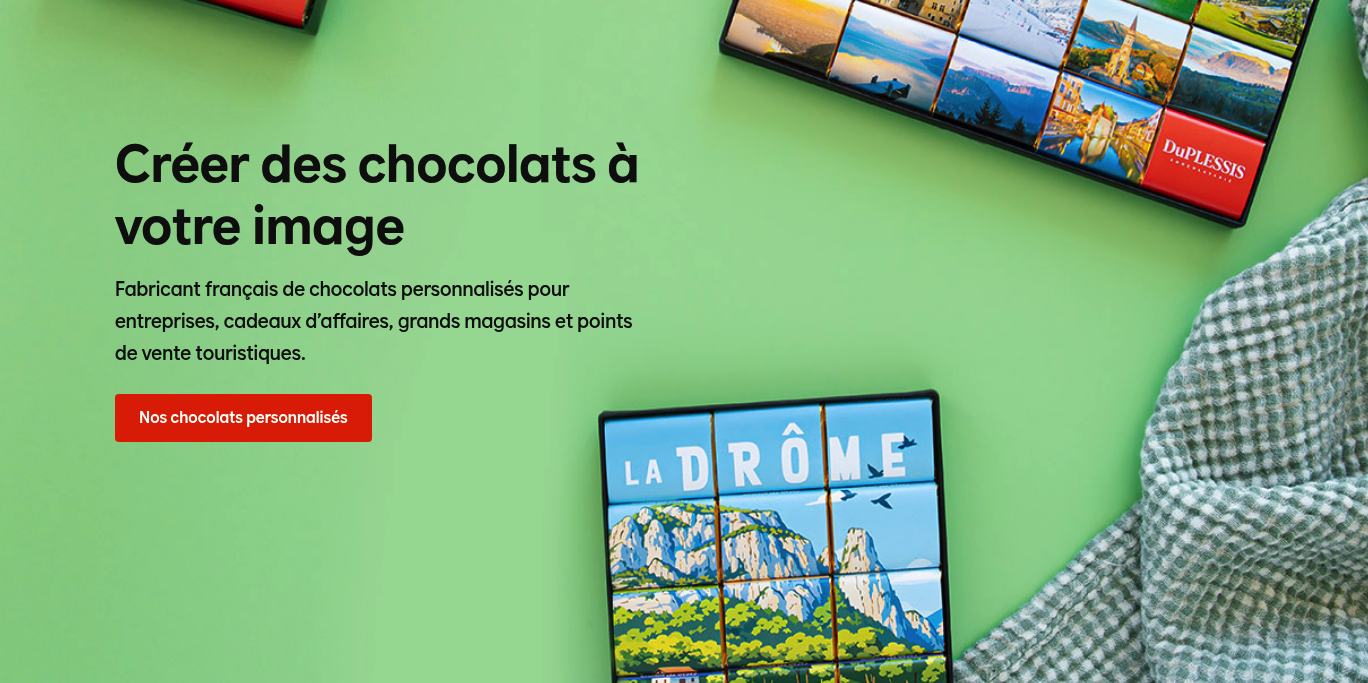 Créer des chocolats à
votre image
Fabricant français de chocolats personnalisés pour
entreprises, cadeaux d’affaires, grands magasins et points
de vente touristiques.
Nos chocolats personnalisés
DuPLESSIS
CHOCOLATERIE
LA DRÔME